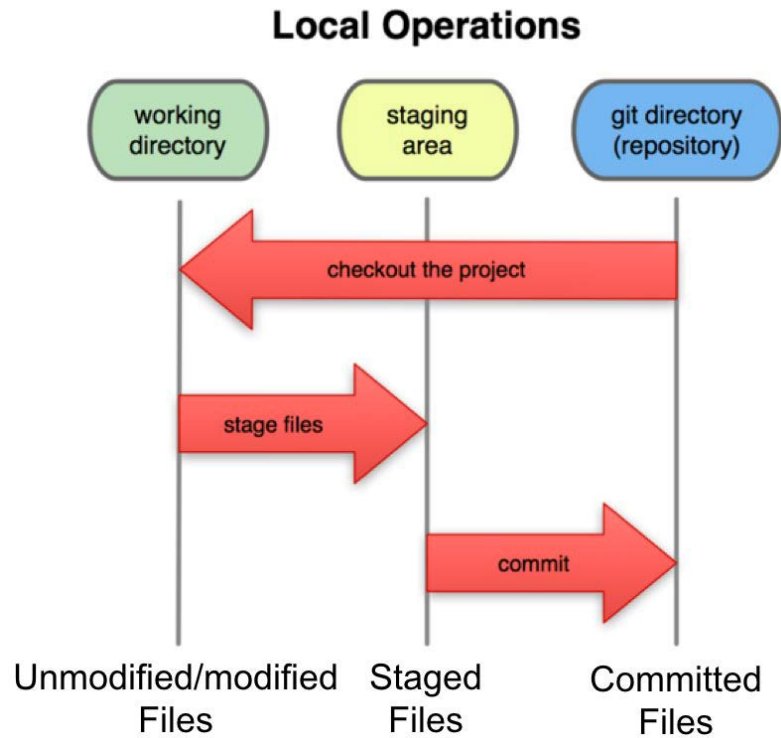 Local Operations
working
directory
staging
area
git directory
(repository)
checkout the project
stage files
commit
Unmodified/modified
Files
Staged
Files
Committed
Files